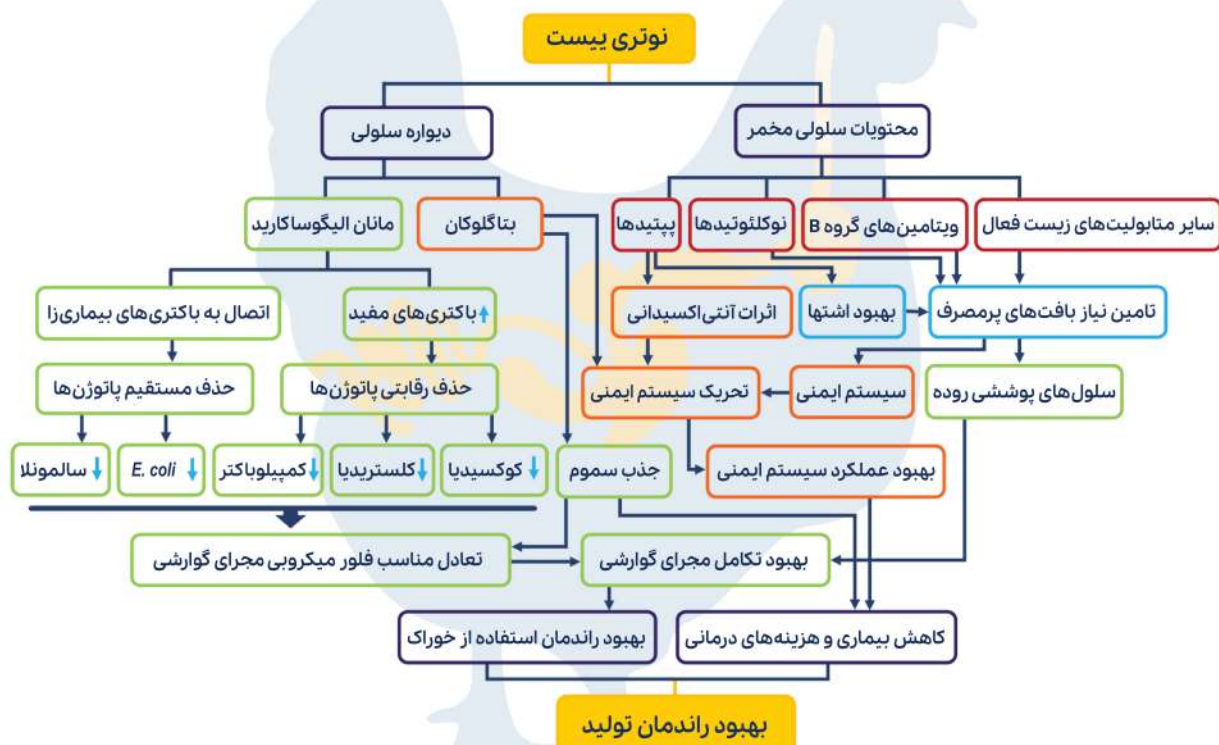 نوتری ییست
محتویات سلولی مخمر
دیواره سلولی
سایر متابولیت‌های زیست فعال
ویتامین‌های گروه B
نوکلئوتیدها
پپتیدها
بتاگلوکان
مانان الیگوساکارید
تامین نیاز بافت‌های پرمصرف
بهبود اشتها
اثرات آنتی اکسیدانی
باکتری‌های مفید
اتصال به باکتری‌های بیماری‌زا
سلول‌های پوششی روده
سیستم ایمنی
تحریک سیستم ایمنی
حذف رقابتی پاتوژن‌ها
حذف مستقیم پاتوژن‌ها
بهبود عملکرد سیستم ایمنی
جذب سموم
کوکسیدیا
کلستریدیا
کمپیلوباکتر
E. coli
سالمونلا
بهبود تکامل مجرای گوارشی
تعادل مناسب فلور میکروبی مجرای گوارشی
کاهش بیماری و هزینه‌های درمانی
بهبود راندمان استفاده از خوراک
بهبود راندمان تولید